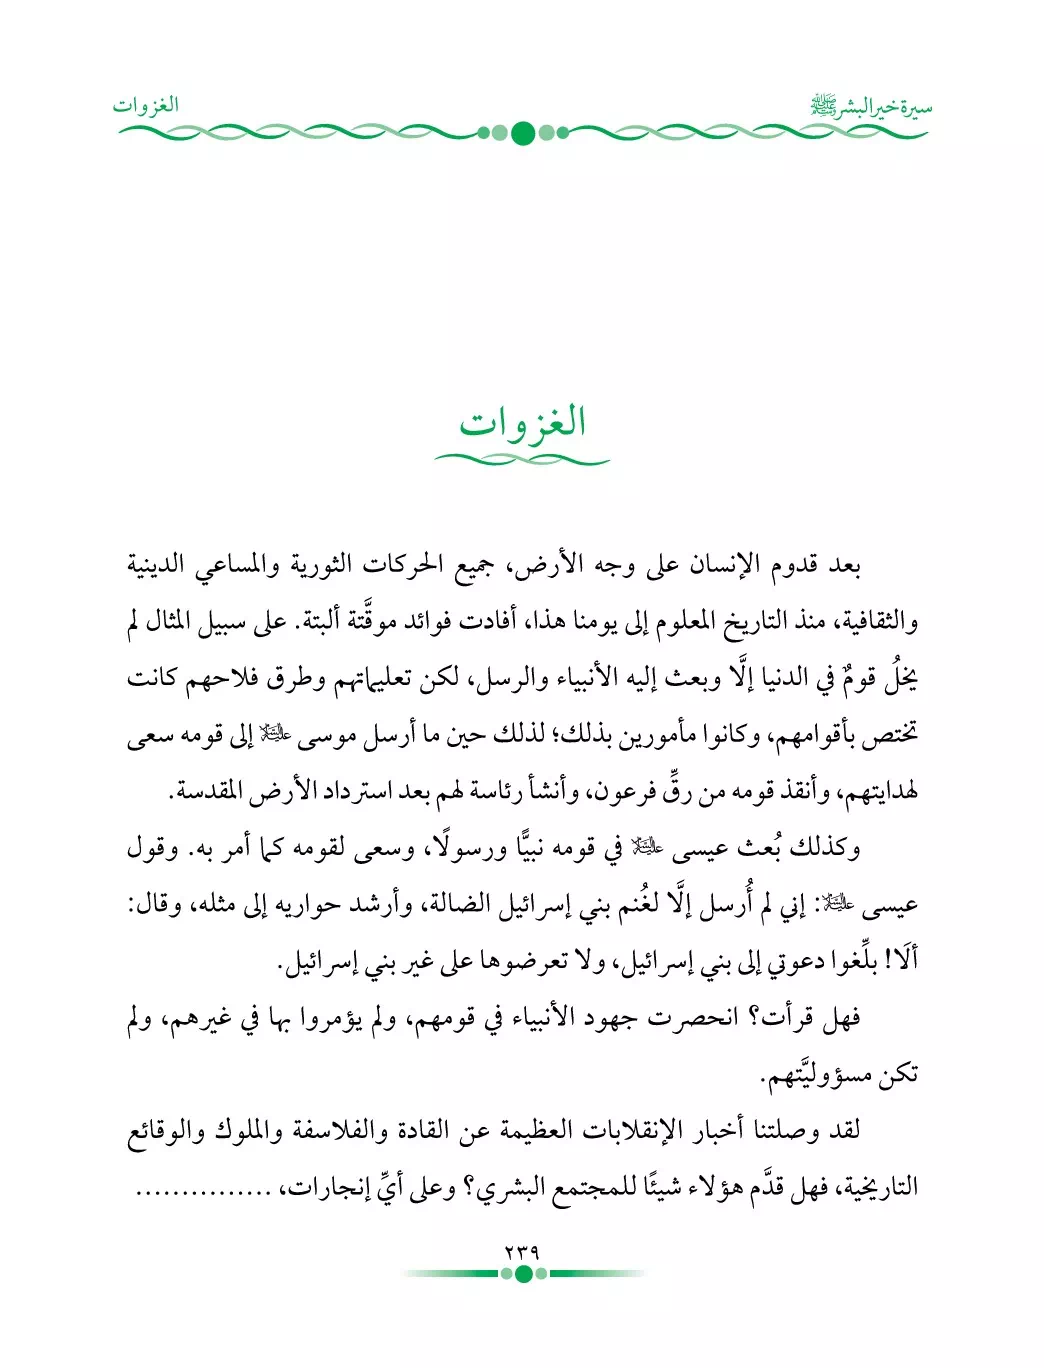 سيرة خير البشر ﷺ
الغزوات
الغزوات
بعد قدوم الإنسان على وجه الأرض، جميع الحركات الثورية والمساعي الدينية
والثقافية، منذ التاريخ المعلوم إلى يومنا هذا، أفادت فوائد موقَّتة ألبتة. على سبيل المثال لم
يخلُ قومٌ في الدنيا إلَّا وبعث إليه الأنبياء والرسل، لكن تعليماتهم وطرق فلاحهم كانت
تختص بأقوامهم، وكانوا مأمورين بذلك؛ لذلك حين ما أرسل موسى عليه السلام إلى قومه سعى
لهدايتهم، وأنقذ قومه من رقِّ فرعون، وأنشأ رئاسة لهم بعد استرداد الأرض المقدسة.
وكذلك بُعث عيسى عليه السلام في قومه نبيًّا ورسولًا، وسعى لقومه كما أمر به. وقول
عيسى عليه السلام: إني لم أُرسل إلَّا لغُنم بني إسرائيل الضالة، وأرشد حواريه إلى مثله، وقال:
ألَا! بلِّغوا دعوتي إلى بني إسرائيل، ولا تعرضوها على غير بني إسرائيل.
فهل قرأت؟ انحصرت جهود الأنبياء في قومهم، ولم يؤمروا بها في غيرهم، ولم
تكن مسؤوليَّتهم.
لقد وصلتنا أخبار الإنقلابات العظيمة عن القادة والفلاسفة والملوك والوقائع
التاريخية، فهل قدَّم هؤلاء شيئًا للمجتمع البشري؟ وعلى أيِّ إنجارات، ...............
٢٣٩